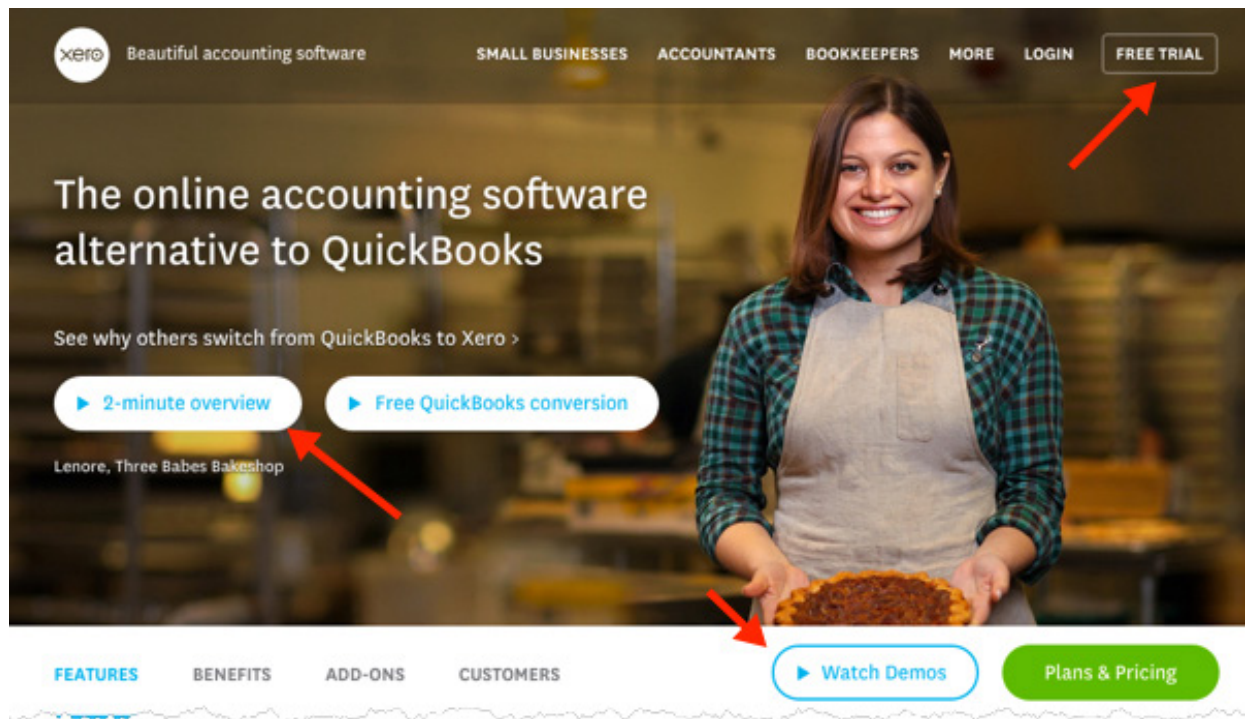 xero
Beautiful accounting software
SMALL BUSINESSES ACCOUNTANTS BOOKKEEPERS MORE LOGIN FREE TRIAL
The online accounting software
alternative to QuickBooks
See why others switch from QuickBooks to Xero >
2-minute overview
Free QuickBooks conversion
Lenore, Three Babes Bakeshop
FEATURES BENEFITS ADD-ONS CUSTOMERS
Watch Demos
Plans & Pricing